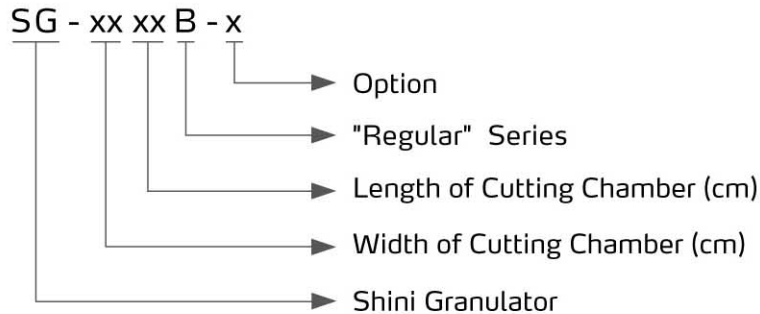 SG - xx xx B - x
Option
"Regular" Series
Length of Cutting Chamber (cm)
Width of Cutting Chamber (cm)
Shini Granulator